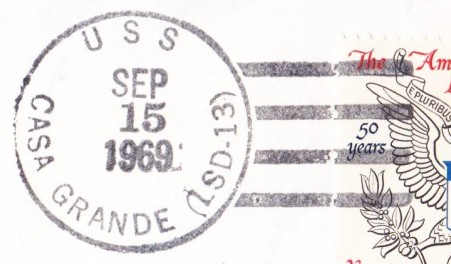 USS
SEP
15
1969
CASA GRANDE (LSD-13)
The Am
50
years
E PLURIBUS